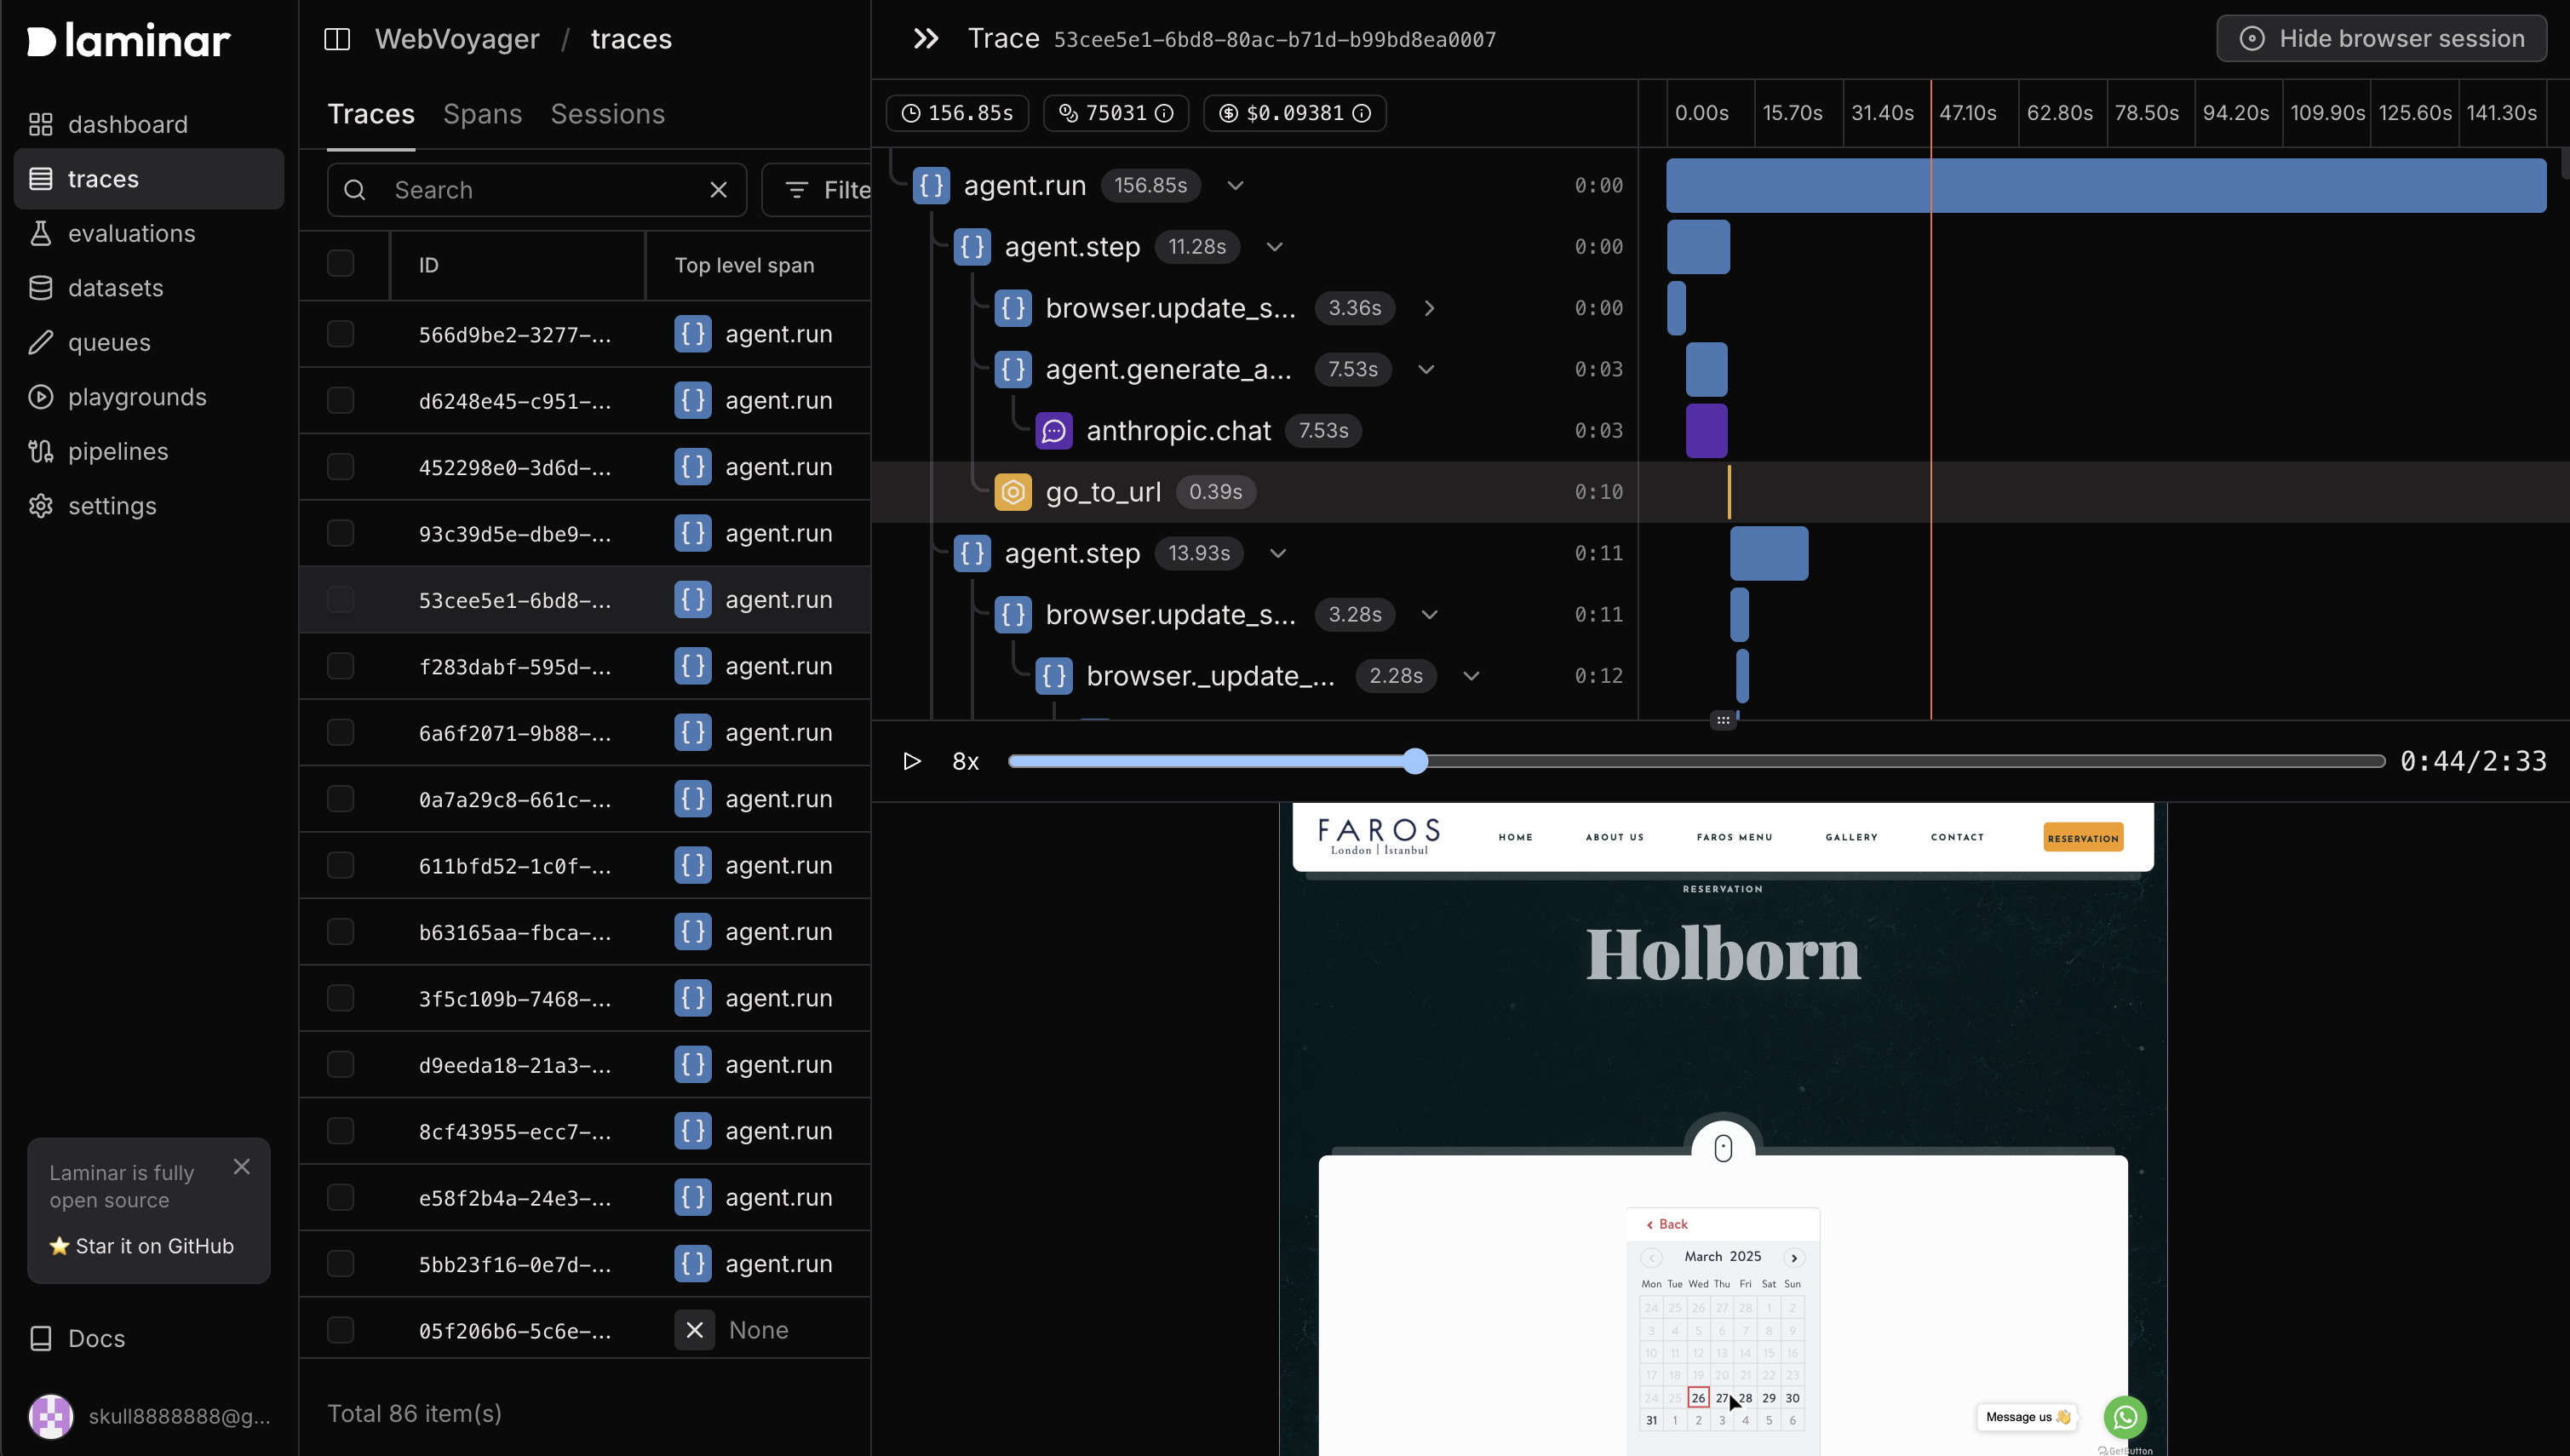 laminar
dashboard
traces
evaluations
datasets
queues
playgrounds
pipelines
settings
Laminar is fully
open source
⭐ Star it on GitHub
Docs
skull8888888@g...
WebVoyager / traces
Traces Spans Sessions
Search
Filte
ID Top level span
566d9be2-3277-... agent.run
d6248e45-c951-... agent.run
452298e0-3d6d-... agent.run
93c39d5e-dbe9-... agent.run
53cee5e1-6bd8-... agent.run
f283dabf-595d-... agent.run
6a6f2071-9b88-... agent.run
0a7a29c8-661c-... agent.run
611bfd52-1c0f-... agent.run
b63165aa-fbca-... agent.run
3f5c109b-7468-... agent.run
d9eeda18-21a3-... agent.run
8cf43955-ecc7-... agent.run
e58f2b4a-24e3-... agent.run
5bb23f16-0e7d-... agent.run
05f206b6-5c6e-... None
Total 86 item(s)
Trace 53cee5e1-6bd8-80ac-b71d-b99bd8ea0007
Hide browser session
156.85s 75031 $0.09381
0.00s 15.70s 31.40s 47.10s 62.80s 78.50s 94.20s 109.90s 125.60s 141.30s
agent.run 156.85s 0:00
agent.step 11.28s 0:00
browser.update_s... 3.36s 0:00
agent.generate_a... 7.53s 0:03
anthropic.chat 7.53s 0:03
go_to_url 0.39s 0:10
agent.step 13.93s 0:11
browser.update_s... 3.28s 0:11
browser._update_... 2.28s 0:12
8x 0:44/2:33
FAROS
London | İstanbul
HOME ABOUT US FAROS MENU GALLERY CONTACT RESERVATION
RESERVATION
Holborn
Back
March 2025
Mon Tue Wed Thu Fri Sat Sun
24 25 26 27 28 1 2
3 4 5 6 7 8 9
10 11 12 13 14 15 16
17 18 19 20 21 22 23
24 25 26 27 28 29 30
31 1 2 3 4 5 6
Message us 👋
GetButton